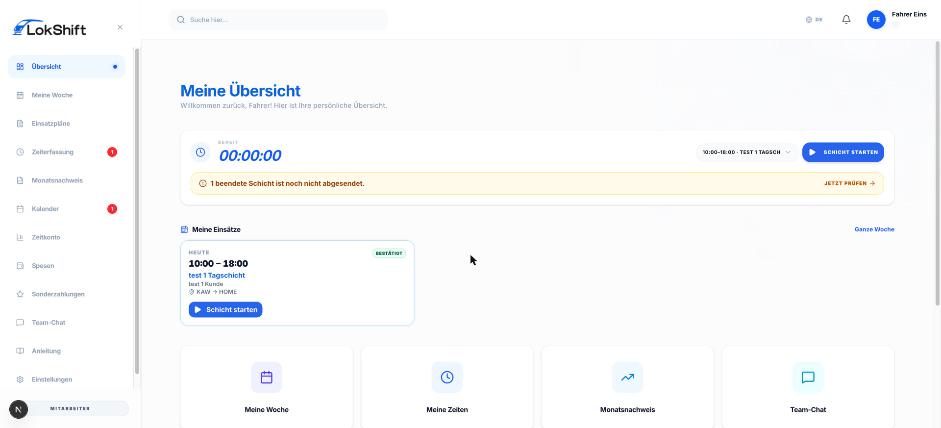 LokShift
Suche hier...
DE
FE
Fahrer Eins
Übersicht
Meine Woche
Einsatzpläne
Zeiterfassung
1
Monatsnachweis
Kalender
1
Zeitkonto
Spesen
Sonderzahlungen
Team-Chat
Anleitung
Einstellungen
N
MITARBEITER
Meine Übersicht
Willkommen zurück, Fahrer! Hier ist Ihre persönliche Übersicht.
BEREIT
00:00:00
10:00-18:00 · TEST 1 TAGSCH
SCHICHT STARTEN
1 beendete Schicht ist noch nicht abgesendet.
JETZT PRÜFEN →
Meine Einsätze
Ganze Woche
HEUTE
BESTÄTIGT
10:00 – 18:00
test 1 Tagschicht
test 1 Kunde
KAW → HOME
Schicht starten
Meine Woche
Meine Zeiten
Monatsnachweis
Team-Chat